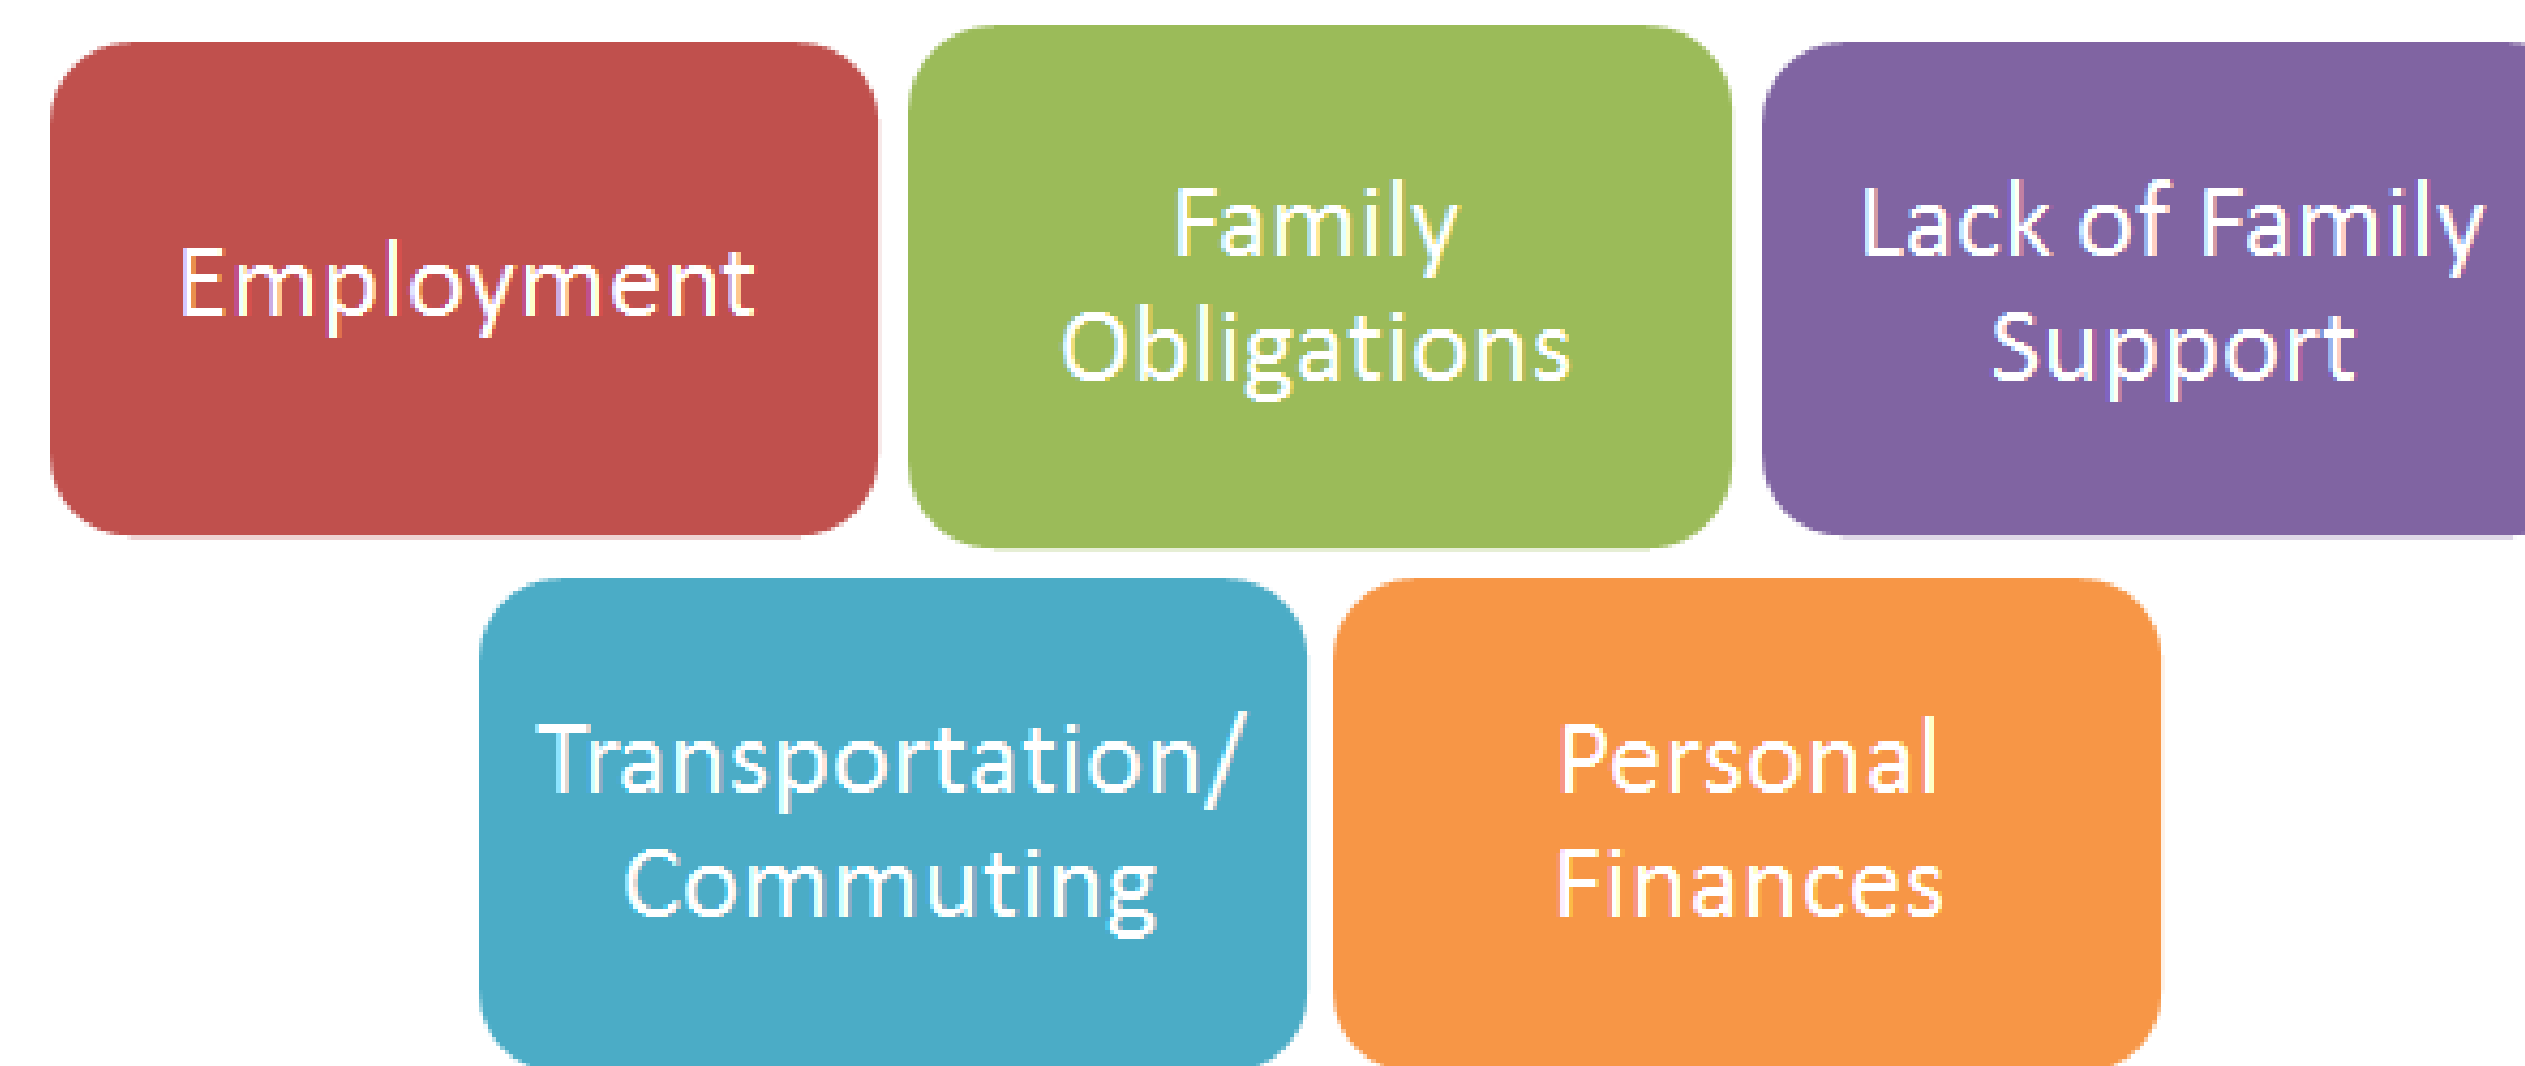 Employment
Family
Obligations
Lack of Family
Support
Transportation/
Commuting
Personal
Finances